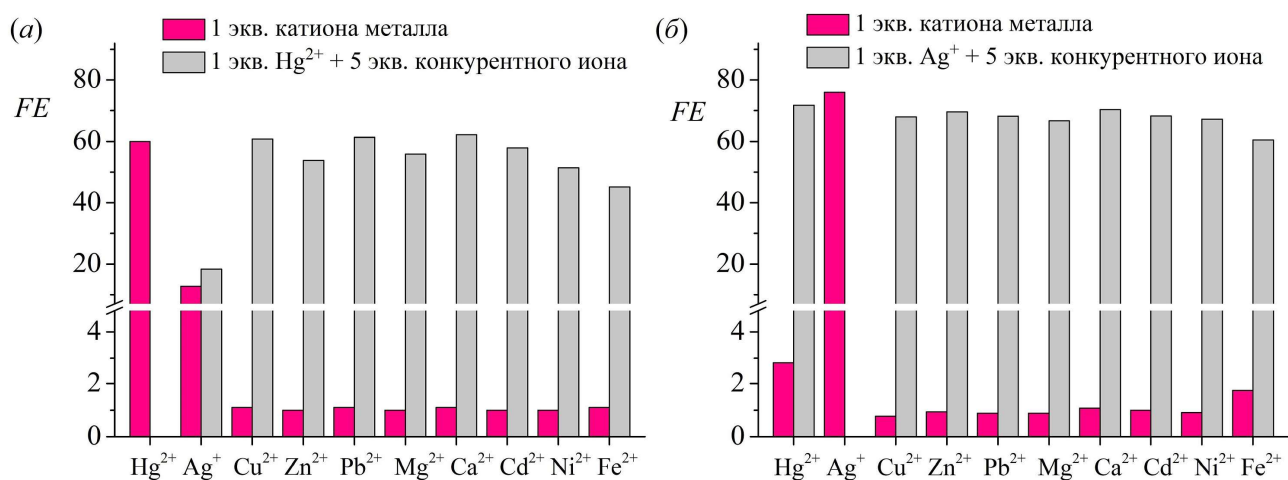 (а)
1 экв. катиона металла
1 экв. Hg²⁺ + 5 экв. конкурентного иона
FE
80
60
40
20
4
2
0
Hg²⁺ Ag⁺ Cu²⁺ Zn²⁺ Pb²⁺ Mg²⁺ Ca²⁺ Cd²⁺ Ni²⁺ Fe²⁺
(б)
1 экв. катиона металла
1 экв. Ag⁺ + 5 экв. конкурентного иона
FE
80
60
40
20
4
2
0
Hg²⁺ Ag⁺ Cu²⁺ Zn²⁺ Pb²⁺ Mg²⁺ Ca²⁺ Cd²⁺ Ni²⁺ Fe²⁺